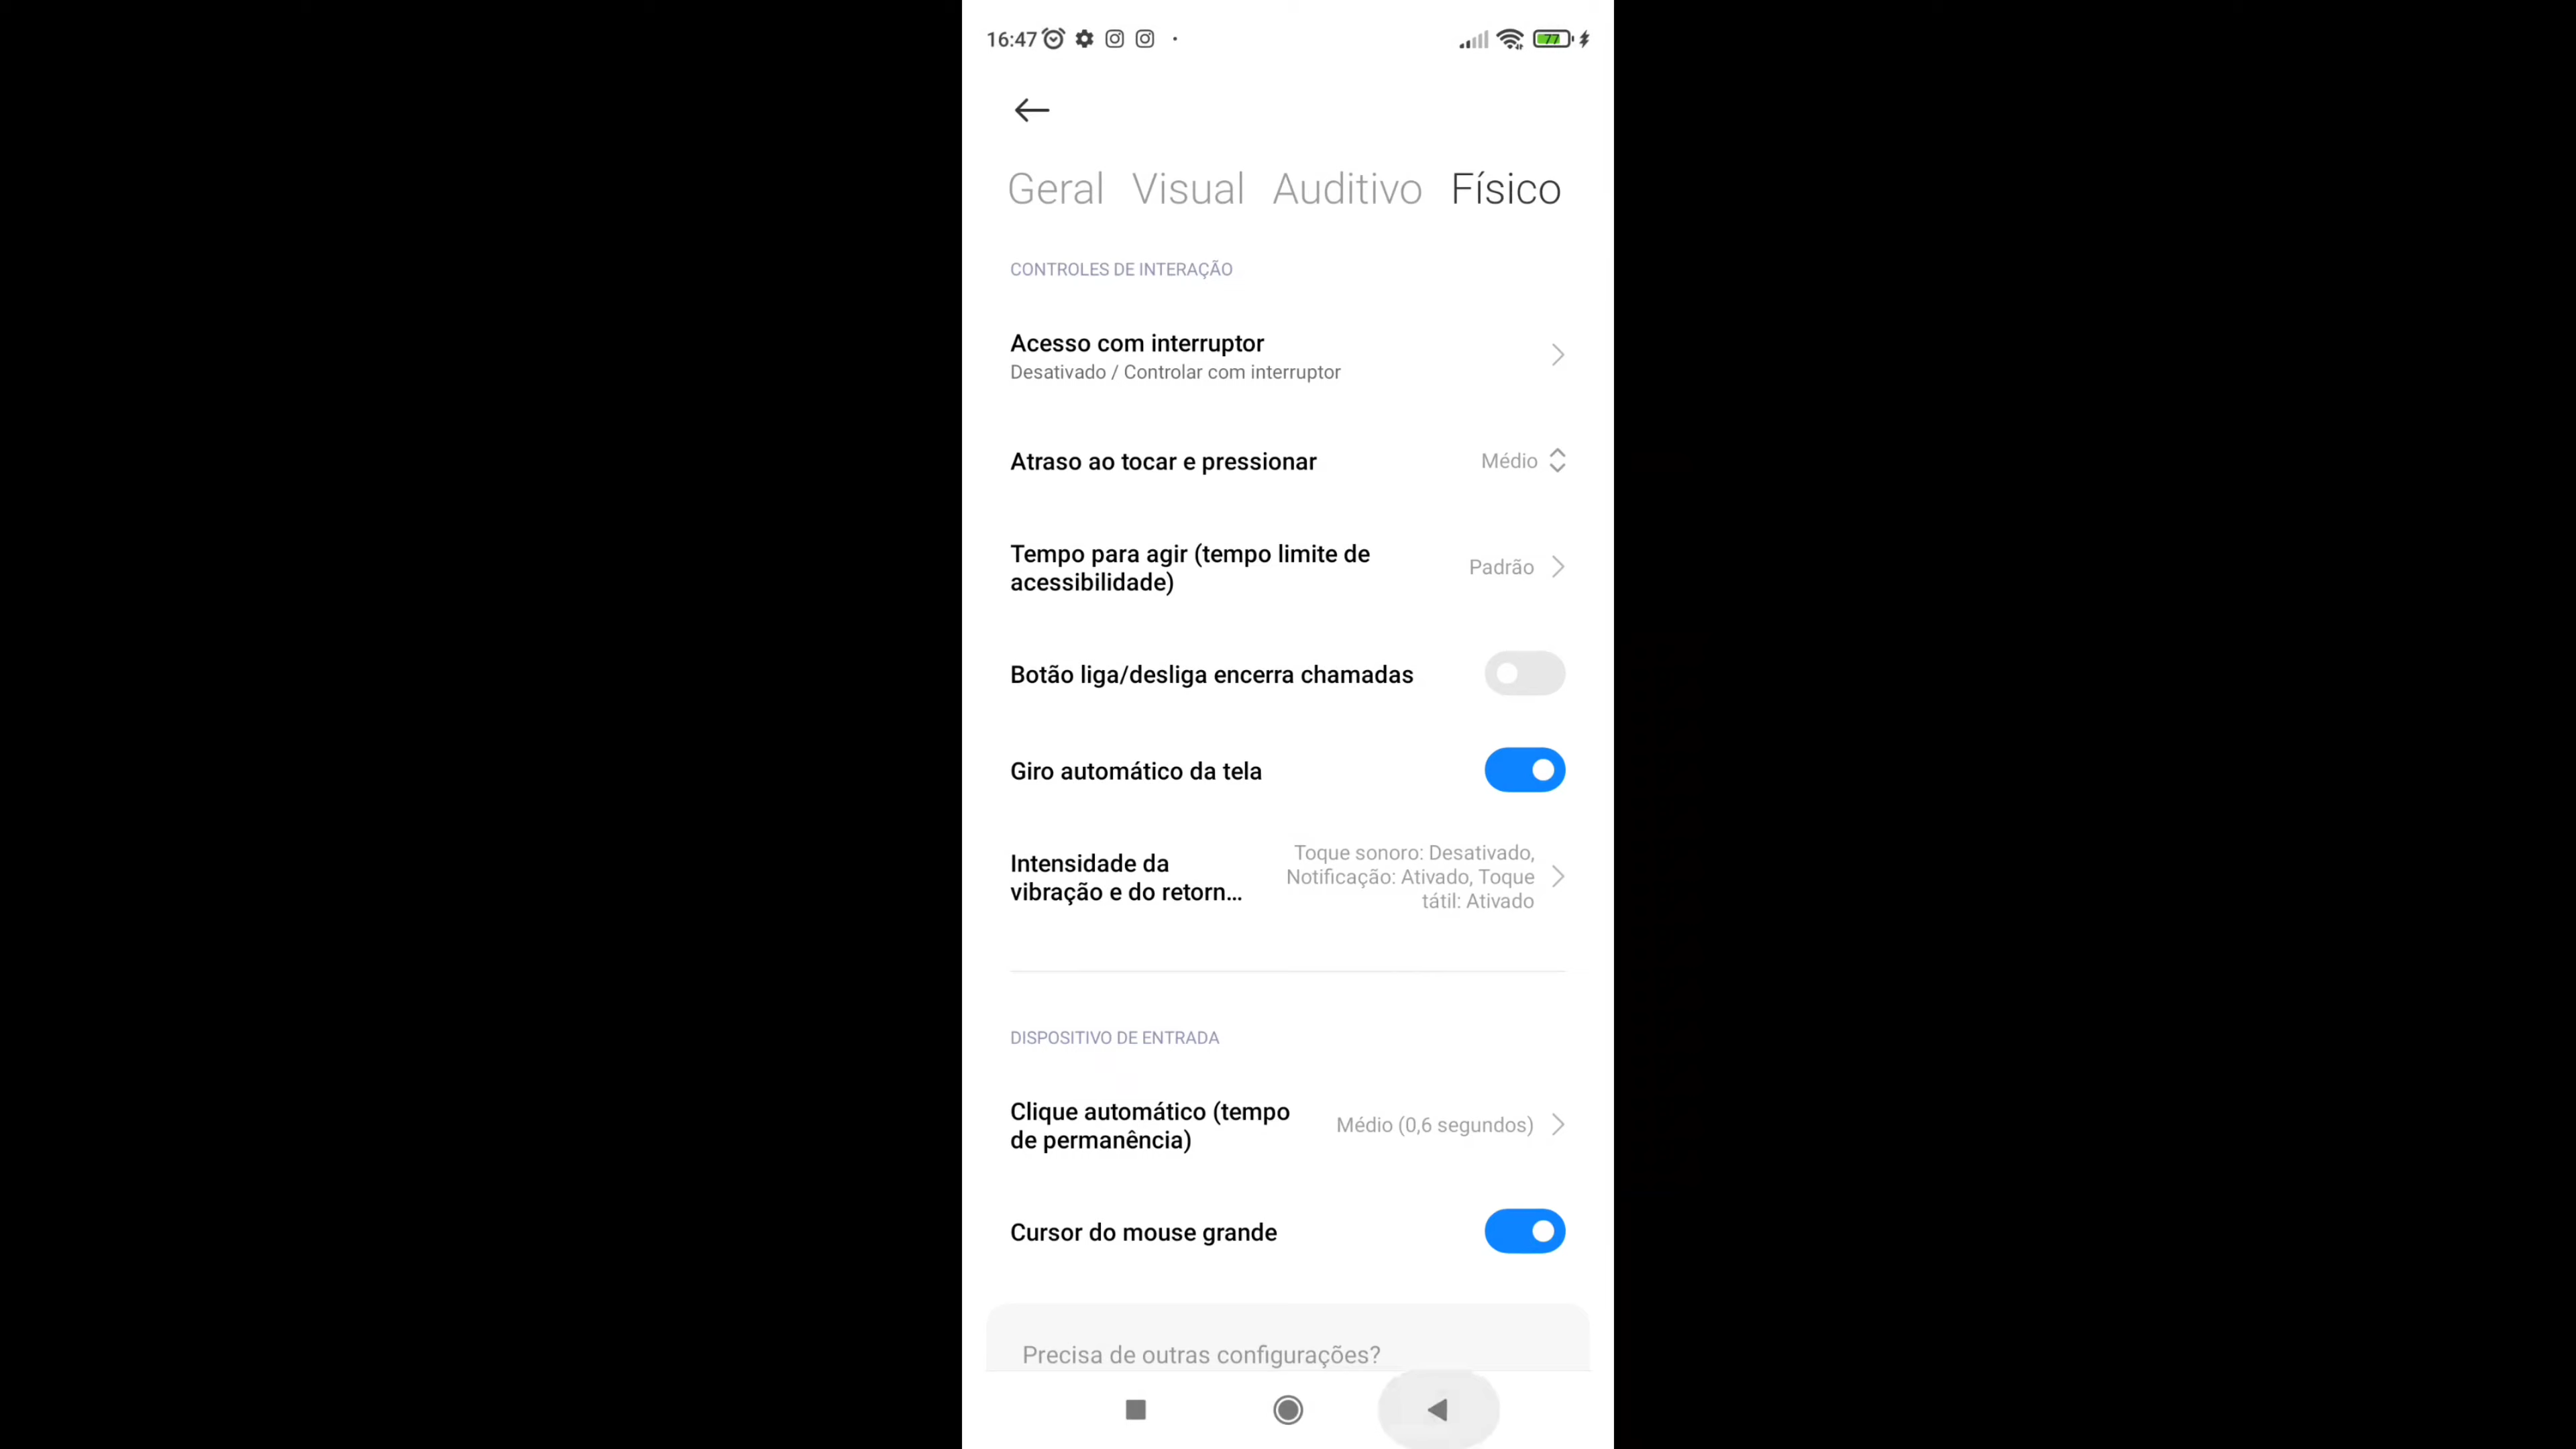 16:47
77
Geral Visual Auditivo Físico
CONTROLES DE INTERAÇÃO
Acesso com interruptor
Desativado / Controlar com interruptor
Atraso ao tocar e pressionar
Médio
Tempo para agir (tempo limite de
acessibilidade)
Padrão
Botão liga/desliga encerra chamadas
Giro automático da tela
Intensidade da
vibração e do retorn...
Toque sonoro: Desativado,
Notificação: Ativado, Toque
tátil: Ativado
DISPOSITIVO DE ENTRADA
Clique automático (tempo
de permanência)
Médio (0,6 segundos)
Cursor do mouse grande
Precisa de outras configurações?